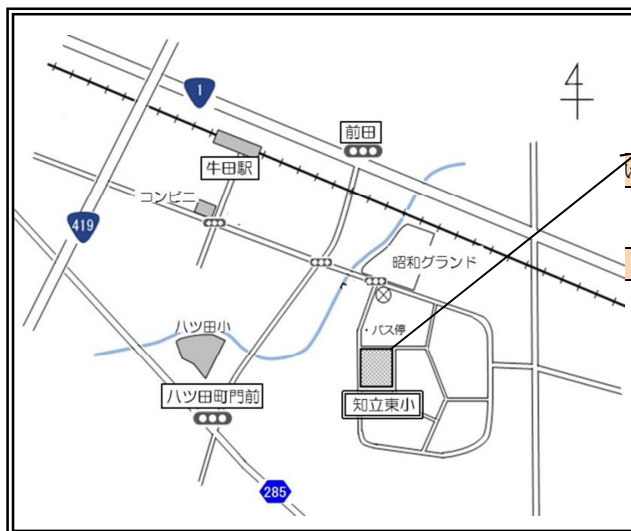 1
前田
牛田駅
コンビニ
419
昭和グランド
・バス停
八ツ田小
八ツ田町門前
知立東小
285